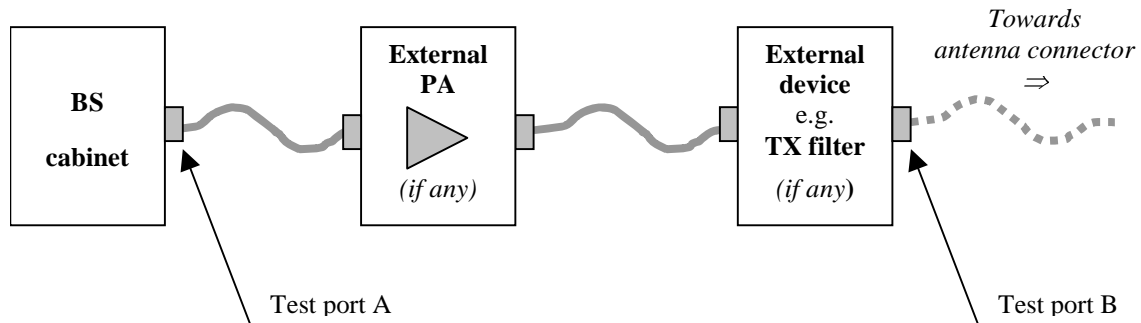 BS
cabinet
External
PA
(if any)
External
device
e.g.
TX filter
(if any)
Towards
antenna connector
⇒
Test port A
Test port B